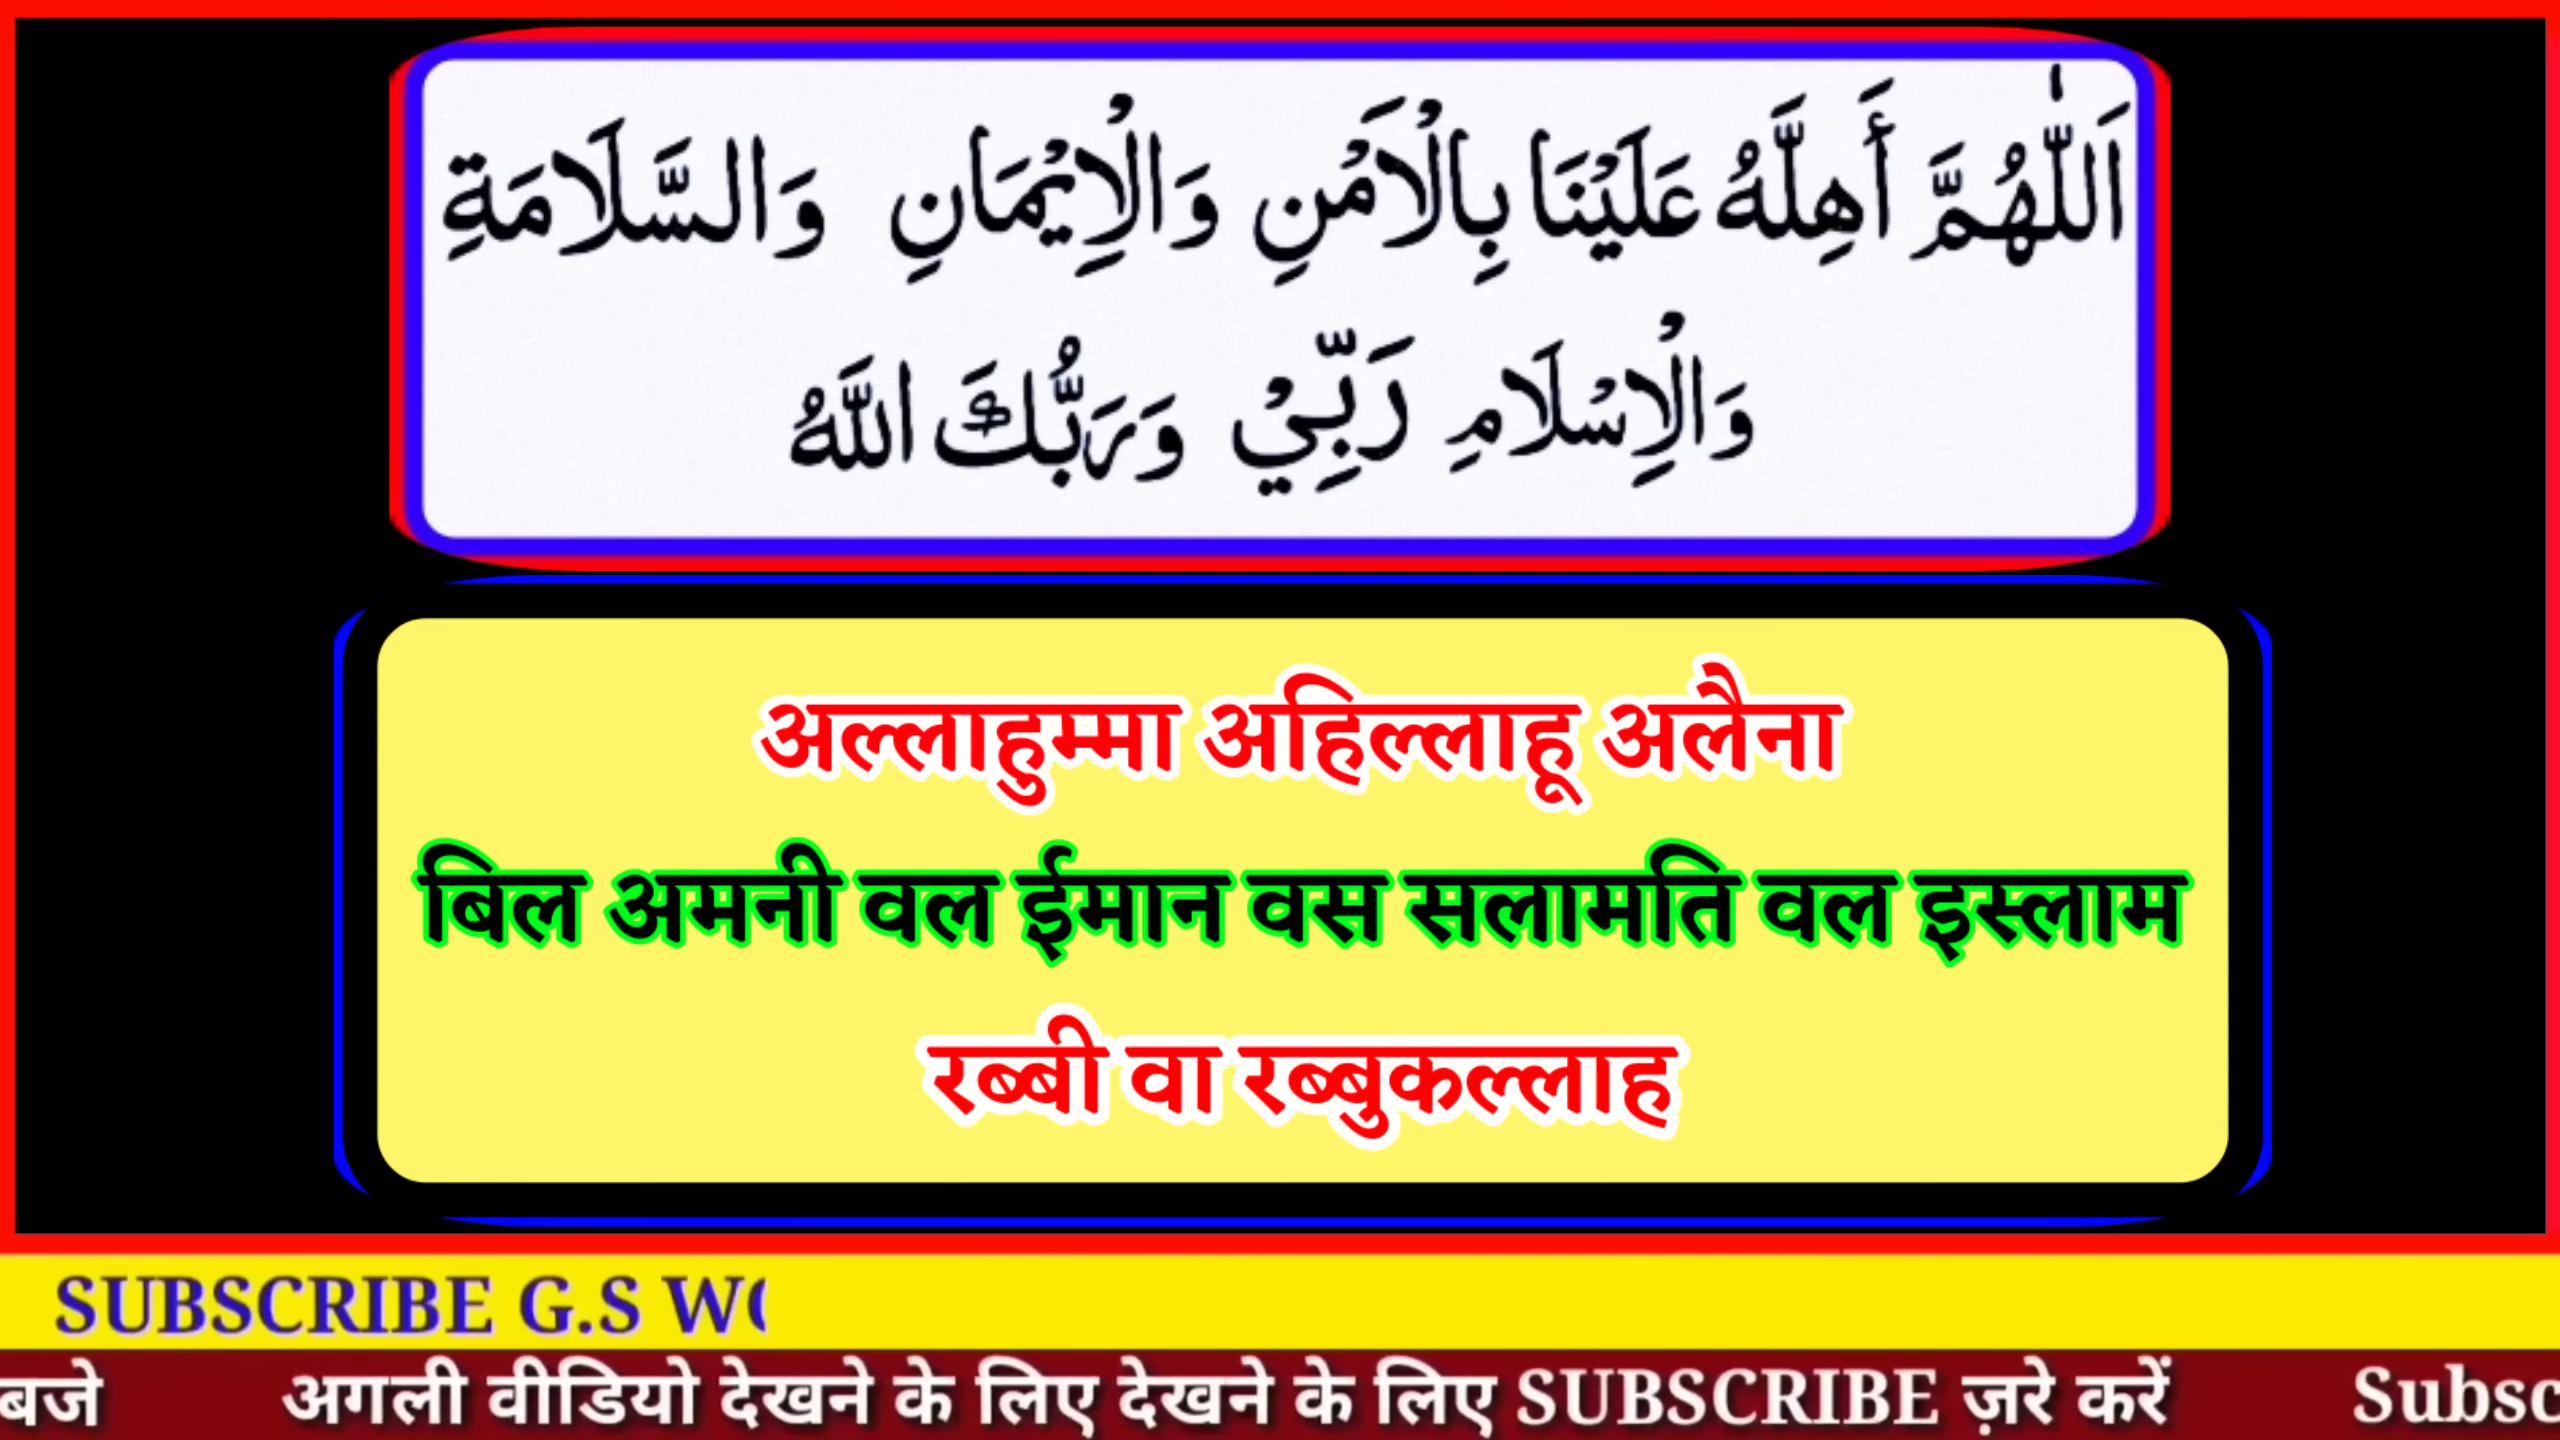 اَللّٰهُمَّ أَهِلَّهُ عَلَيْنَا بِالْاَمْنِ وَالْاِيْمَانِ وَالسَّلَامَةِ
وَالْاِسْلَامِ رَبِّيْ وَرَبُّكَ اللَّهُ
अल्लाहुम्मा अहिल्लाहू अलैना
बिल अमनी वल ईमान वस सलामति वल इस्लाम
रब्बी वा रब्बुकल्लाह
SUBSCRIBE G.S
बजे अगली वीडियो देखने के लिए देखने के लिए SUBSCRIBE ज़रे करें Subsc